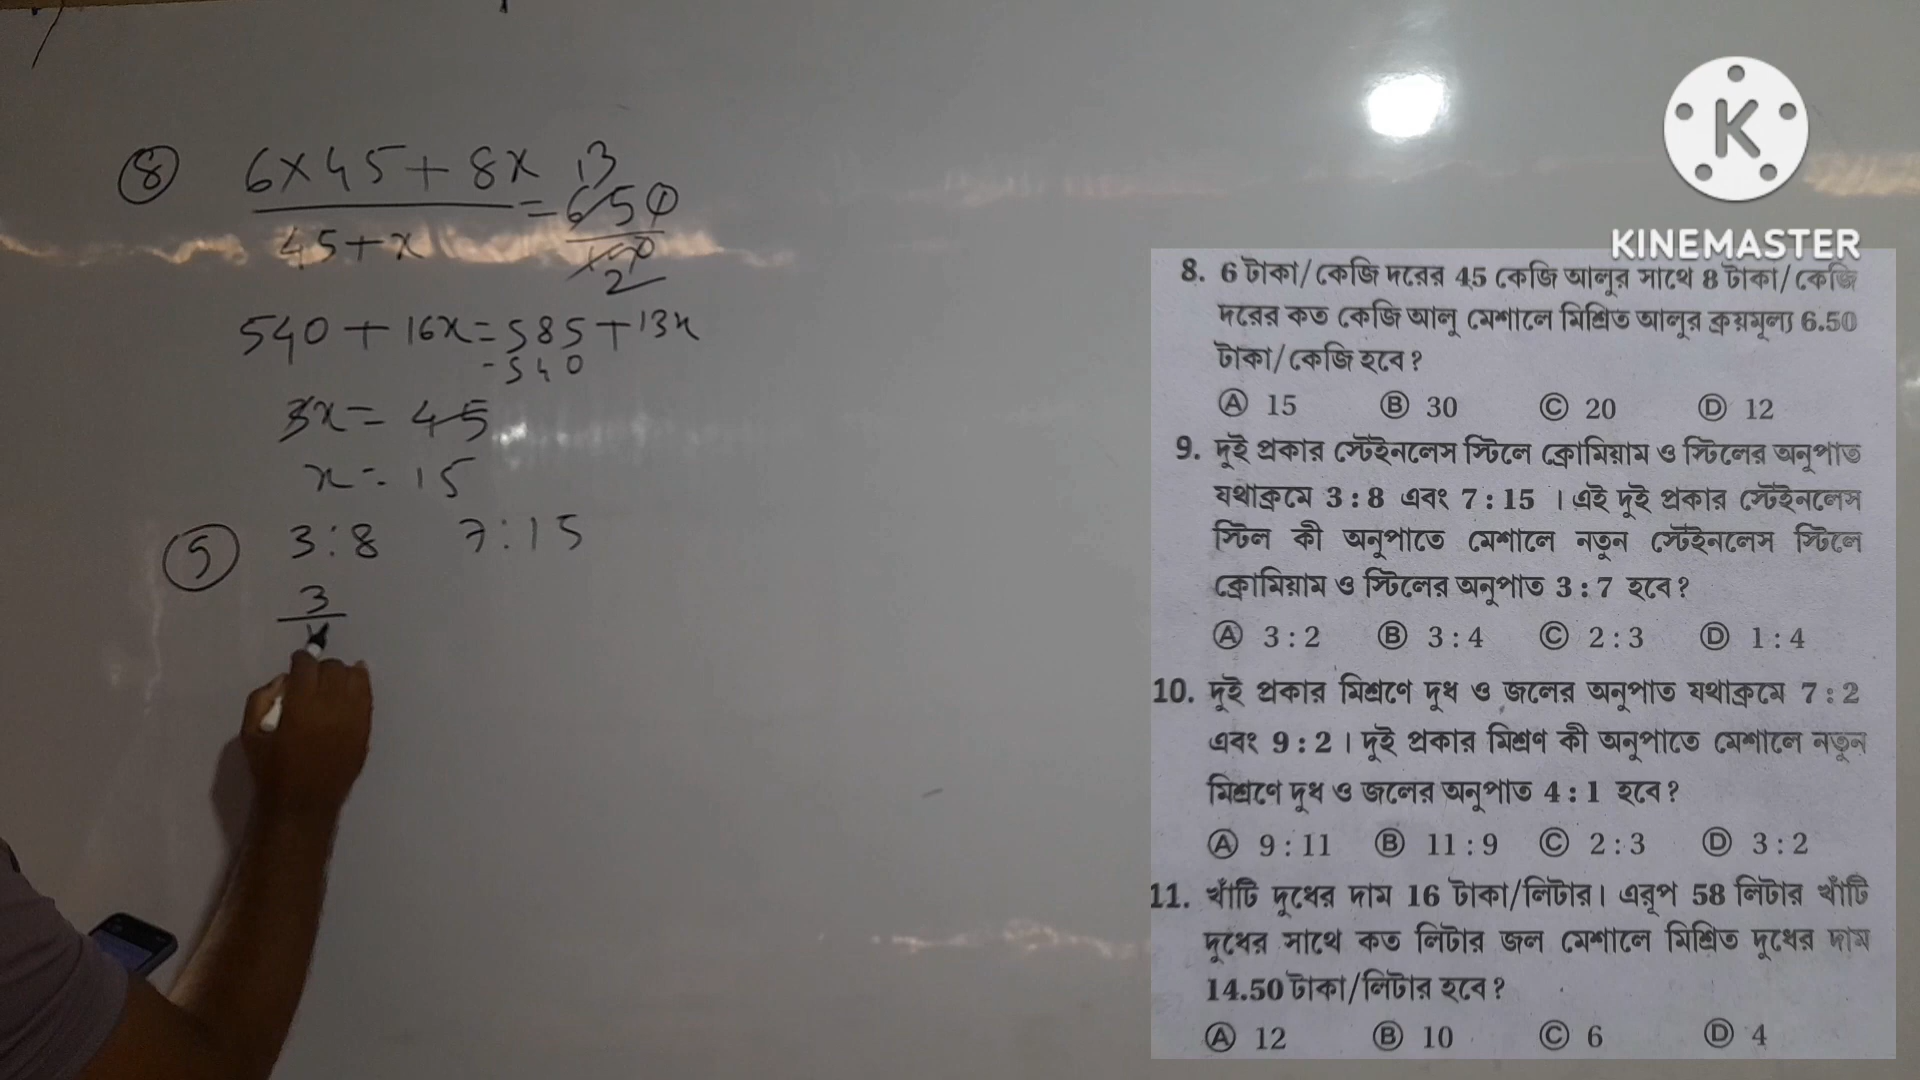 ⑧ 6×45+8x / 45+x = 650 / 100 13 2
540 + 16x = 585 + 13x
- 540
3x = 45
x = 15
3:8 7:15
3
KINEMASTER
8. 6 টাকা/কেজি দরের 45 কেজি আলুর সাথে 8 টাকা/কেজি
দরের কত কেজি আলু মেশালে মিশ্রিত আলুর ক্রয়মূল্য 6.50
টাকা/কেজি হবে?
Ⓐ 15 Ⓑ 30 Ⓒ 20 Ⓓ 12
9. দুই প্রকার স্টেইনলেস স্টিলে ক্রোমিয়াম ও স্টিলের অনুপাত
যথাক্রমে 3 : 8 এবং 7 : 15 । এই দুই প্রকার স্টেইনলেস
স্টিল কী অনুপাতে মেশালে নতুন স্টেইনলেস স্টিলে
ক্রোমিয়াম ও স্টিলের অনুপাত 3 : 7 হবে?
Ⓐ 3 : 2 Ⓑ 3 : 4 Ⓒ 2 : 3 Ⓓ 1 : 4
10. দুই প্রকার মিশ্রণে দুধ ও জলের অনুপাত যথাক্রমে 7 : 2
এবং 9 : 2 । দুই প্রকার মিশ্রণ কী অনুপাতে মেশালে নতুন
মিশ্রণে দুধ ও জলের অনুপাত 4 : 1 হবে?
Ⓐ 9 : 11 Ⓑ 11 : 9 Ⓒ 2 : 3 Ⓓ 3 : 2
11. খাঁটি দুধের দাম 16 টাকা/লিটার। এরূপ 58 লিটার খাঁটি
দুধের সাথে কত লিটার জল মেশালে মিশ্রিত দুধের দাম
14.50 টাকা/লিটার হবে?
Ⓐ 12 Ⓑ 10 Ⓒ 6 Ⓓ 4